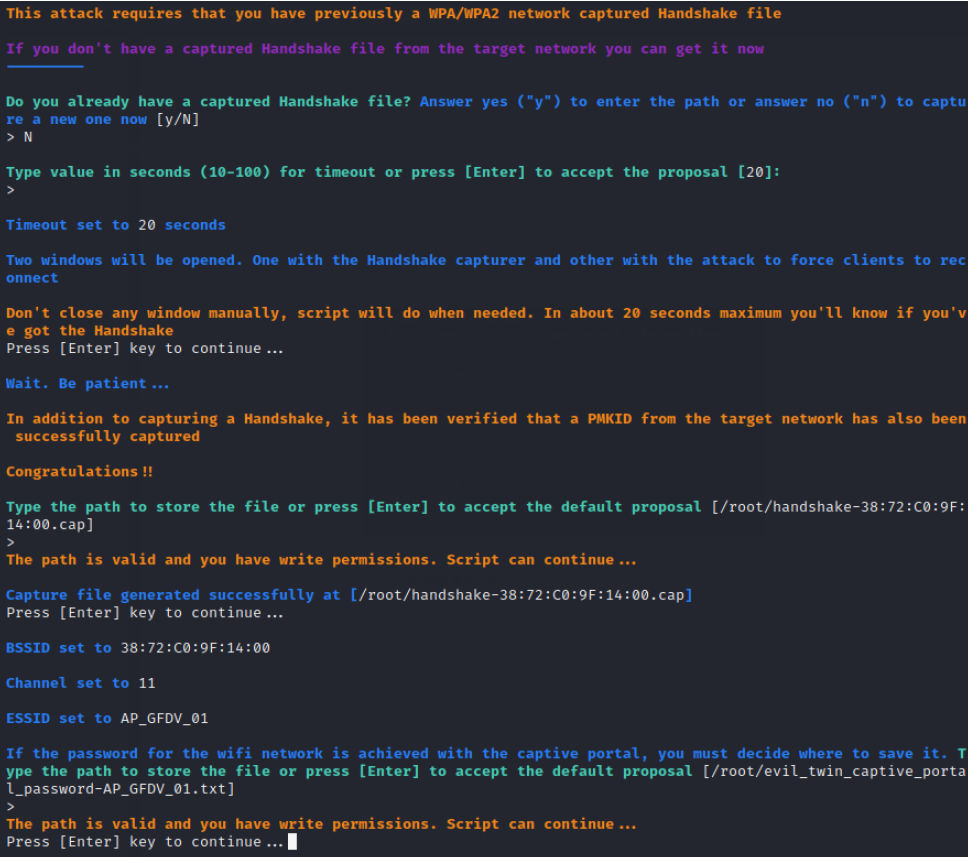 This attack requires that you have previously a WPA/WPA2 network captured Handshake file
If you don't have a captured Handshake file from the target network you can get it now
Do you already have a captured Handshake file? Answer yes ("y") to enter the path or answer no ("n") to captu
re a new one now [y/N]
> N
Type value in seconds (10-100) for timeout or press [Enter] to accept the proposal [20]:
>
Timeout set to 20 seconds
Two windows will be opened. One with the Handshake capturer and other with the attack to force clients to rec
onnect
Don't close any window manually, script will do when needed. In about 20 seconds maximum you'll know if you'v
e got the Handshake
Press [Enter] key to continue...
Wait. Be patient...
In addition to capturing a Handshake, it has been verified that a PMKID from the target network has also been
successfully captured
Congratulations!!
Type the path to store the file or press [Enter] to accept the default proposal [/root/handshake-38:72:C0:9F:
14:00.cap]
>
The path is valid and you have write permissions. Script can continue...
Capture file generated successfully at [/root/handshake-38:72:C0:9F:14:00.cap]
Press [Enter] key to continue...
BSSID set to 38:72:C0:9F:14:00
Channel set to 11
ESSID set to AP_GFDV_01
If the password for the wifi network is achieved with the captive portal, you must decide where to save it. T
ype the path to store the file or press [Enter] to accept the default proposal [/root/evil_twin_captive_porta
l_password-AP_GFDV_01.txt]
>
The path is valid and you have write permissions. Script can continue...
Press [Enter] key to continue...